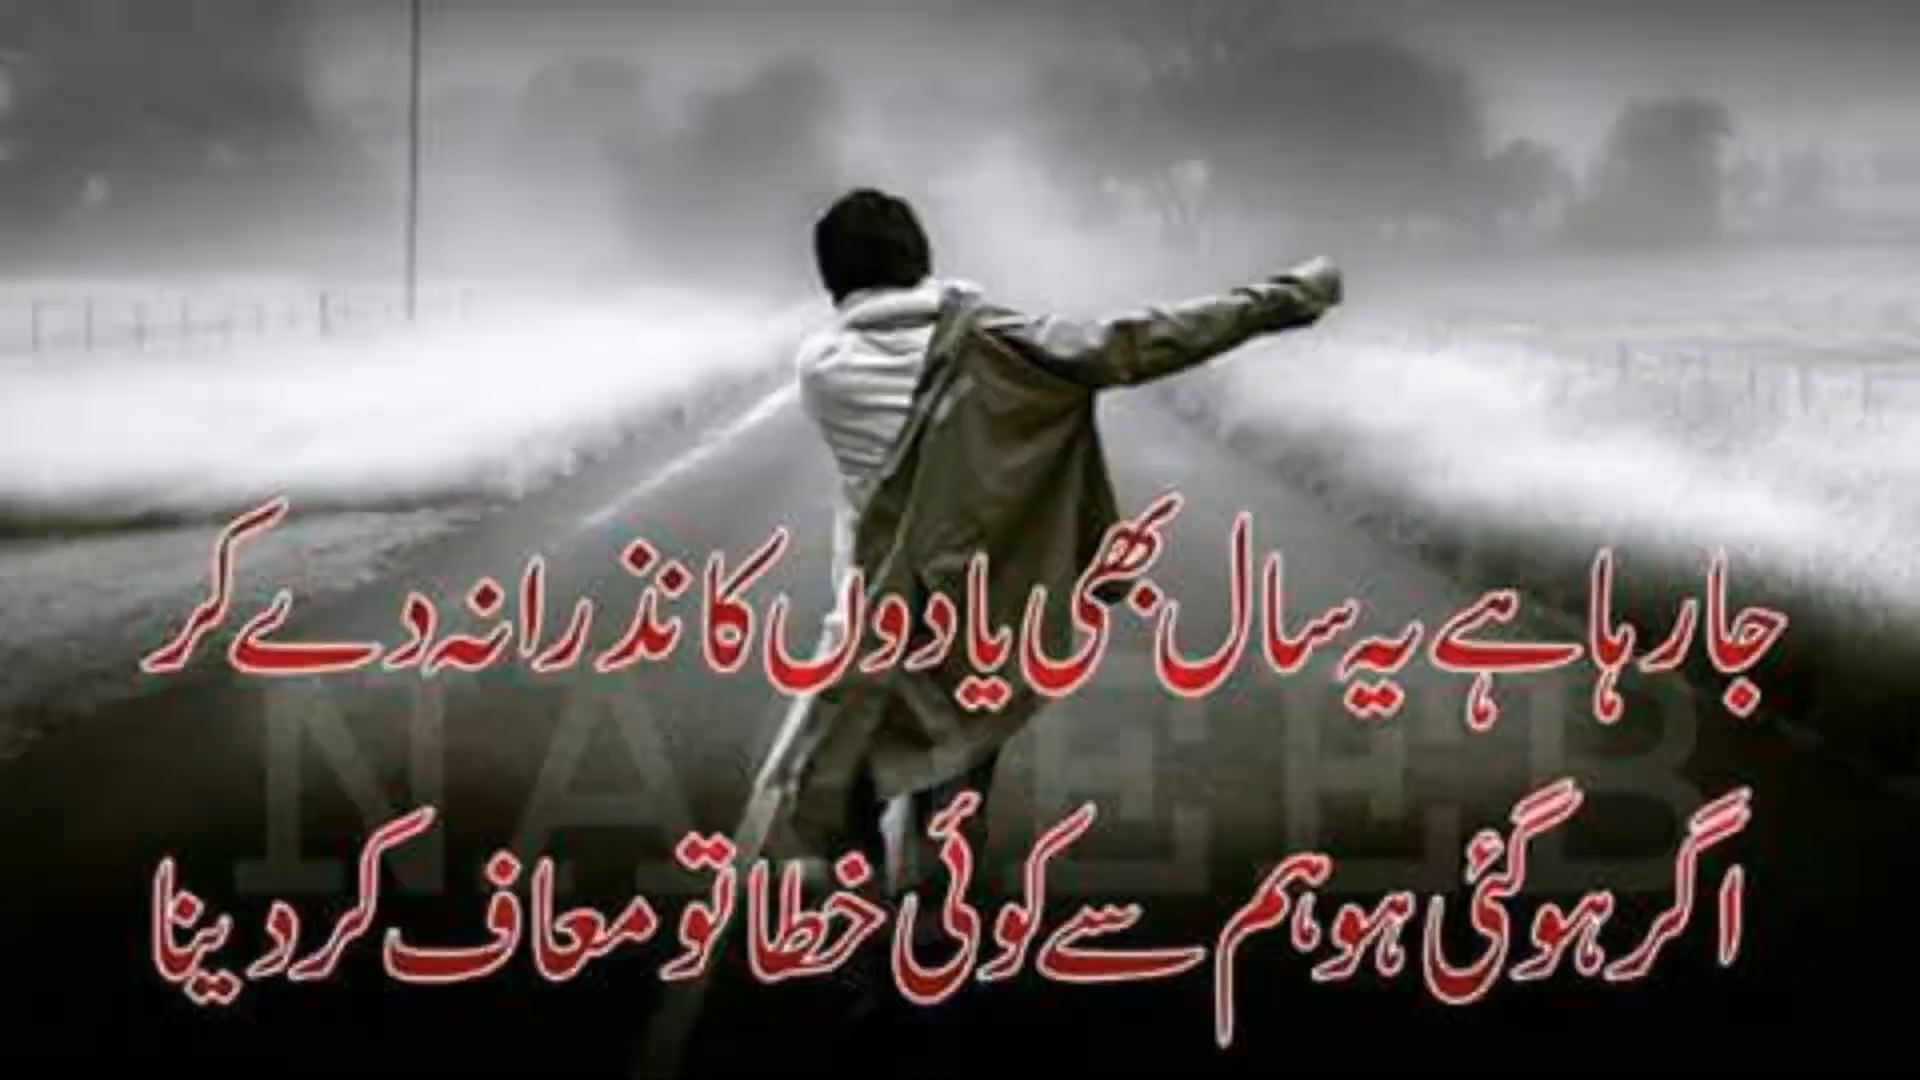 جا رہا ہے یہ سال بھی یادوں کا نذرانہ دے کر
اگر ہو گئی ہو ہم سے کوئی خطا تو معاف کر دینا